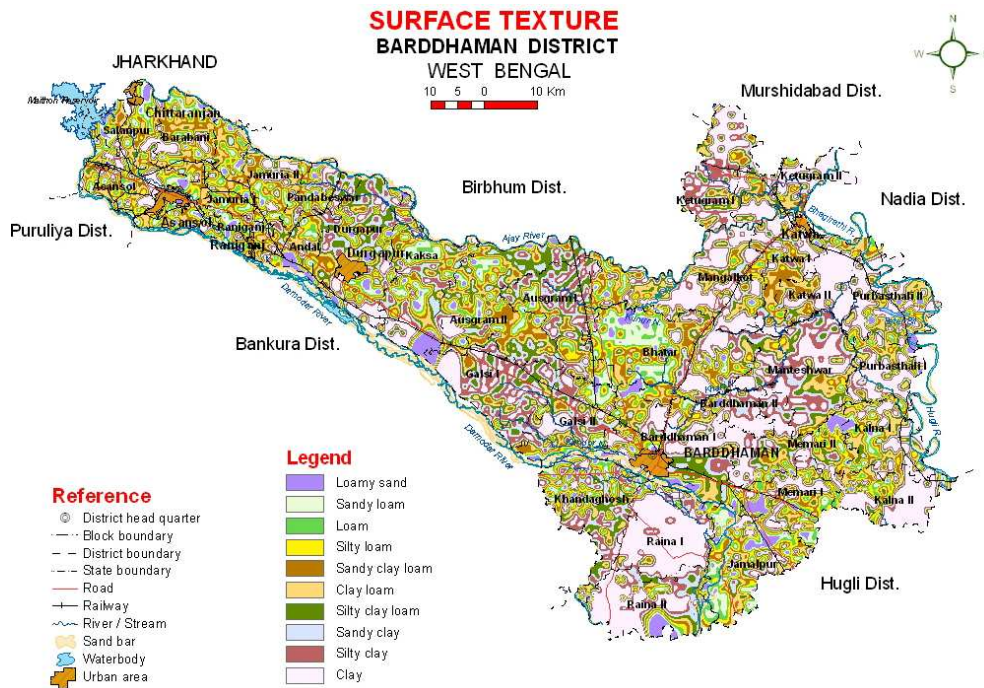 SURFACE TEXTURE
BARDDHAMAN DISTRICT
WEST BENGAL
10 5 0 10 Km
N
W
S
JHARKHAND
Murshidabad Dist.
Birbhum Dist.
Nadia Dist.
Puruliya Dist.
Bankura Dist.
Hugli Dist.
Maithon Reservoir
Chittaranjan
Salanpur
Barabani
Jamuria II
Asansol
Asansol
Jamuria I
Pandabeswar
Raniganj
Raniganj
Andal
Durgapur
Durgapur
Kaksa
Ajay River
Damodar River
Ausgram I
Ausgram II
Galsi I
Galsi II
Damodar River
Bhatar
Ketugram II
Ketugram I
Bhagirathi R.
Katwa
Katwa I
Mangalkot
Katwa II
Purbasthali II
Purbasthali I
Manteshwar
Barddhaman II
Barddhaman I
BARDDHAMAN
Memari II
Kalna I
Hugli R.
Memari I
Kalna II
Khandaghosh
Raina I
Raina II
Jamalpur
Legend
Loamy sand
Sandy loam
Loam
Silty loam
Sandy clay loam
Clay loam
Silty clay loam
Sandy clay
Silty clay
Clay
Reference
District head quarter
Block boundary
District boundary
State boundary
Road
Railway
River / Stream
Sand bar
Waterbody
Urban area